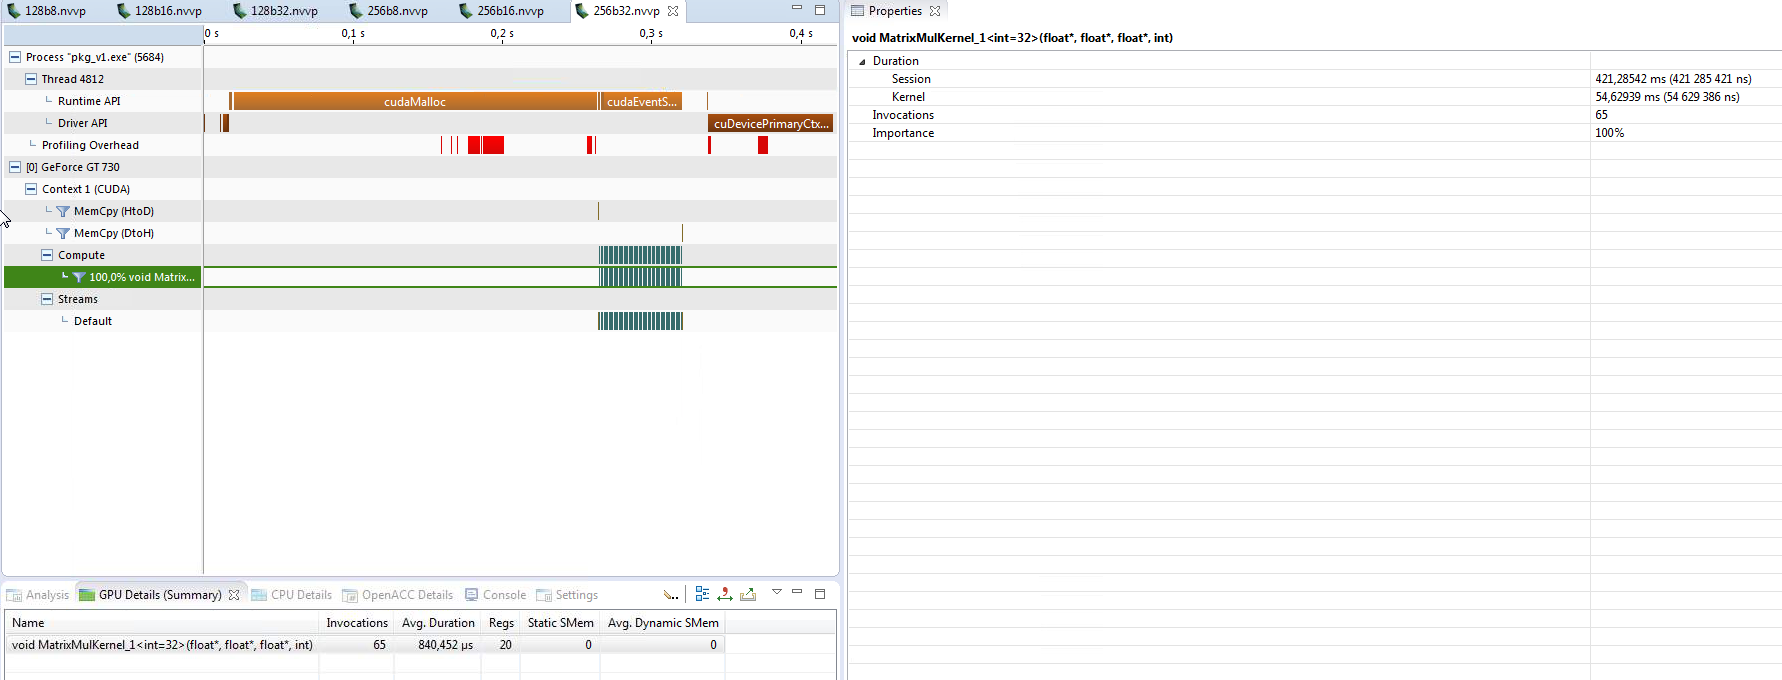 128b8.nvvp 128b16.nvvp 128b32.nvvp 256b8.nvvp 256b16.nvvp 256b32.nvvp
0 s 0,1 s 0,2 s 0,3 s 0,4 s
Process "pkg_v1.exe" (5684)
Thread 4812
Runtime API cudaMalloc cudaEventS...
Driver API cuDevicePrimaryCtx...
Profiling Overhead
[0] GeForce GT 730
Context 1 (CUDA)
MemCpy (HtoD)
MemCpy (DtoH)
Compute
100,0% void Matrix...
Streams
Default
Analysis GPU Details (Summary) CPU Details OpenACC Details Console Settings
Name Invocations Avg. Duration Regs Static SMem Avg. Dynamic SMem
void MatrixMulKernel_1<int=32>(float*, float*, float*, int) 65 840,452 µs 20 0 0
Properties
void MatrixMulKernel_1<int=32>(float*, float*, float*, int)
Duration
Session 421,28542 ms (421 285 421 ns)
Kernel 54,62939 ms (54 629 386 ns)
Invocations 65
Importance 100%